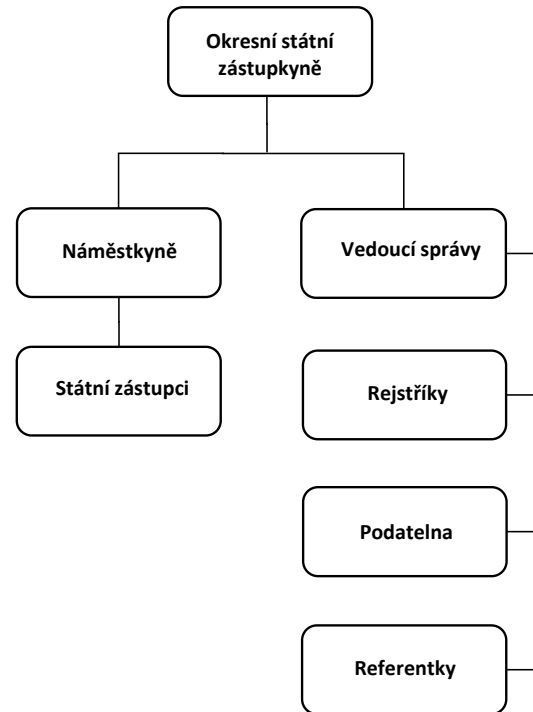 Okresní státní
zástupkyně
Náměstkyně
Vedoucí správy
Státní zástupci
Rejstříky
Podatelna
Referentky